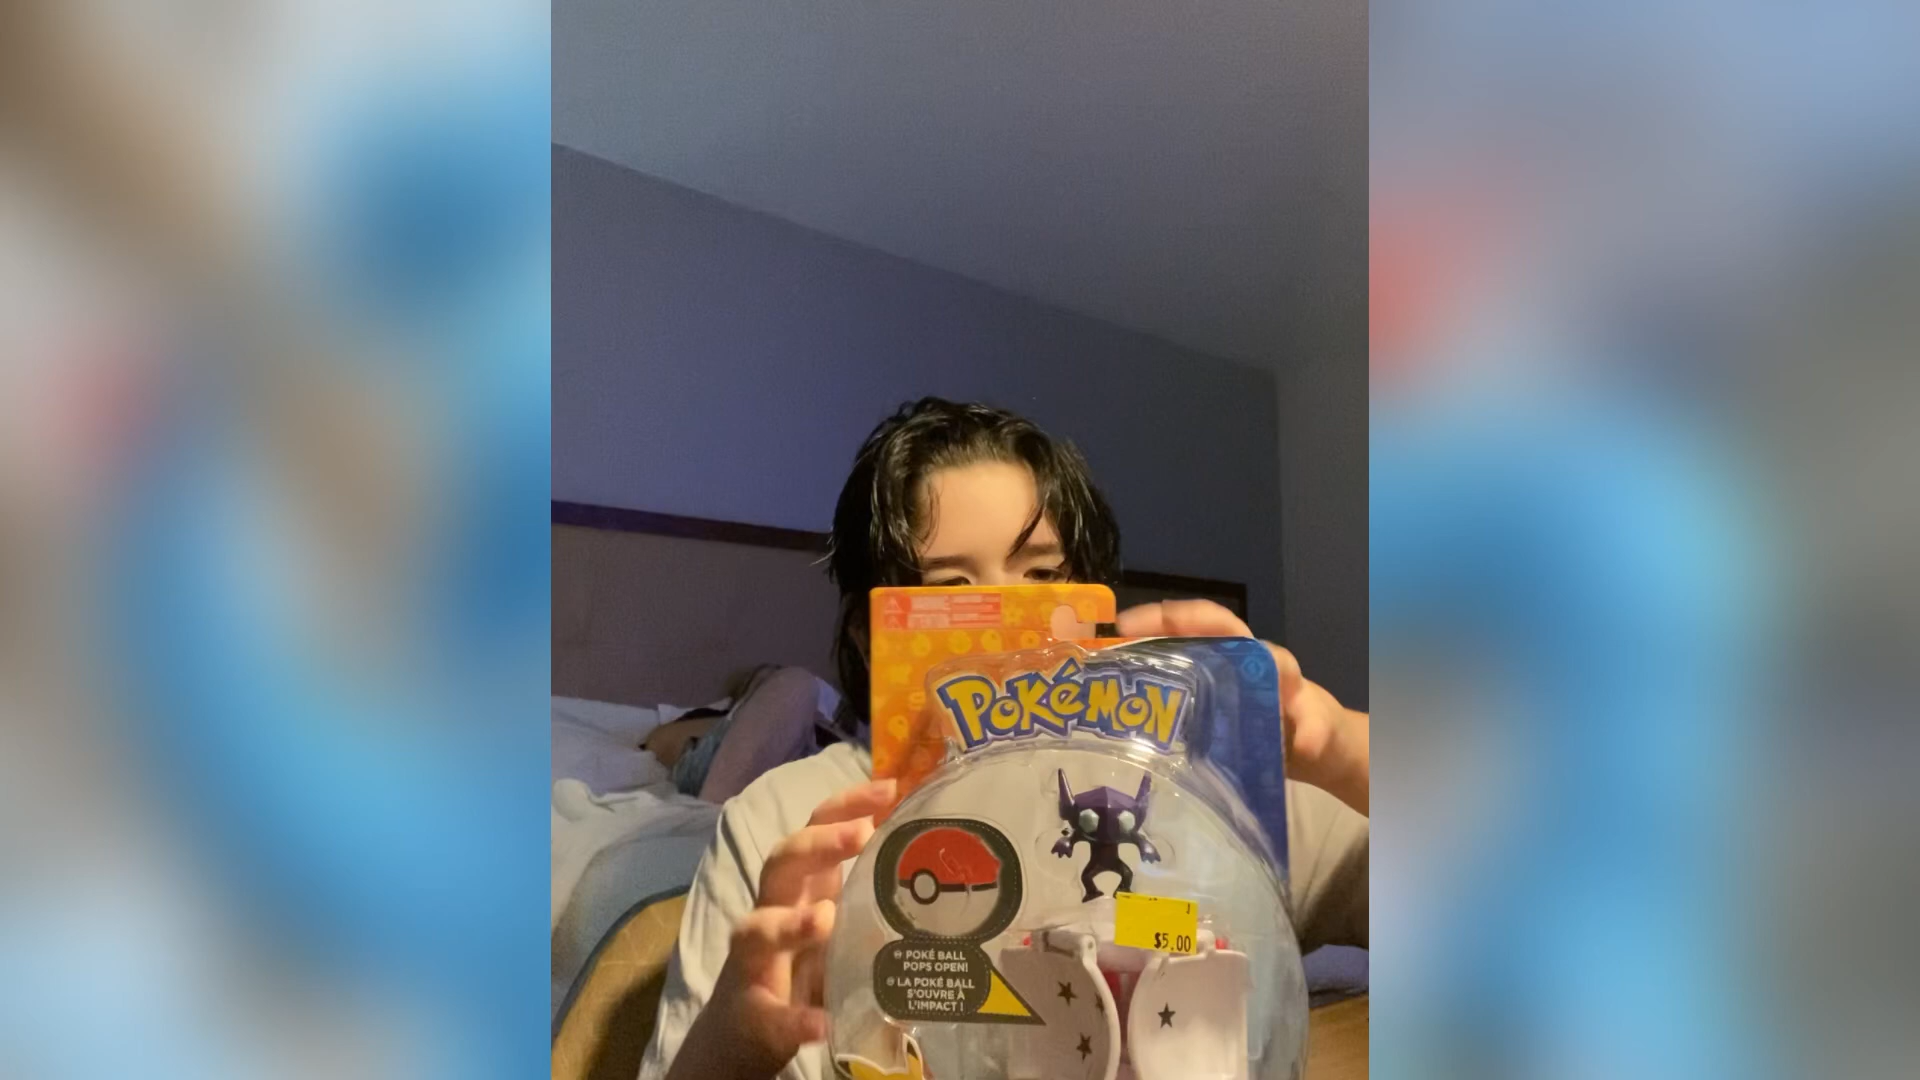 POKéMON
$5.00
POKÉ BALL
POPS OPEN!
LA POKÉ BALL
S'OUVRE À
L'IMPACT !